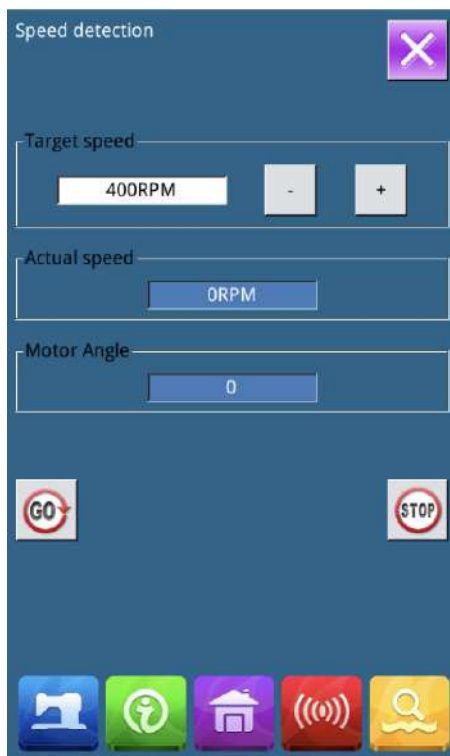 Speed detection
Target speed
400RPM
-
+
Actual speed
0RPM
Motor Angle
0
GO
STOP